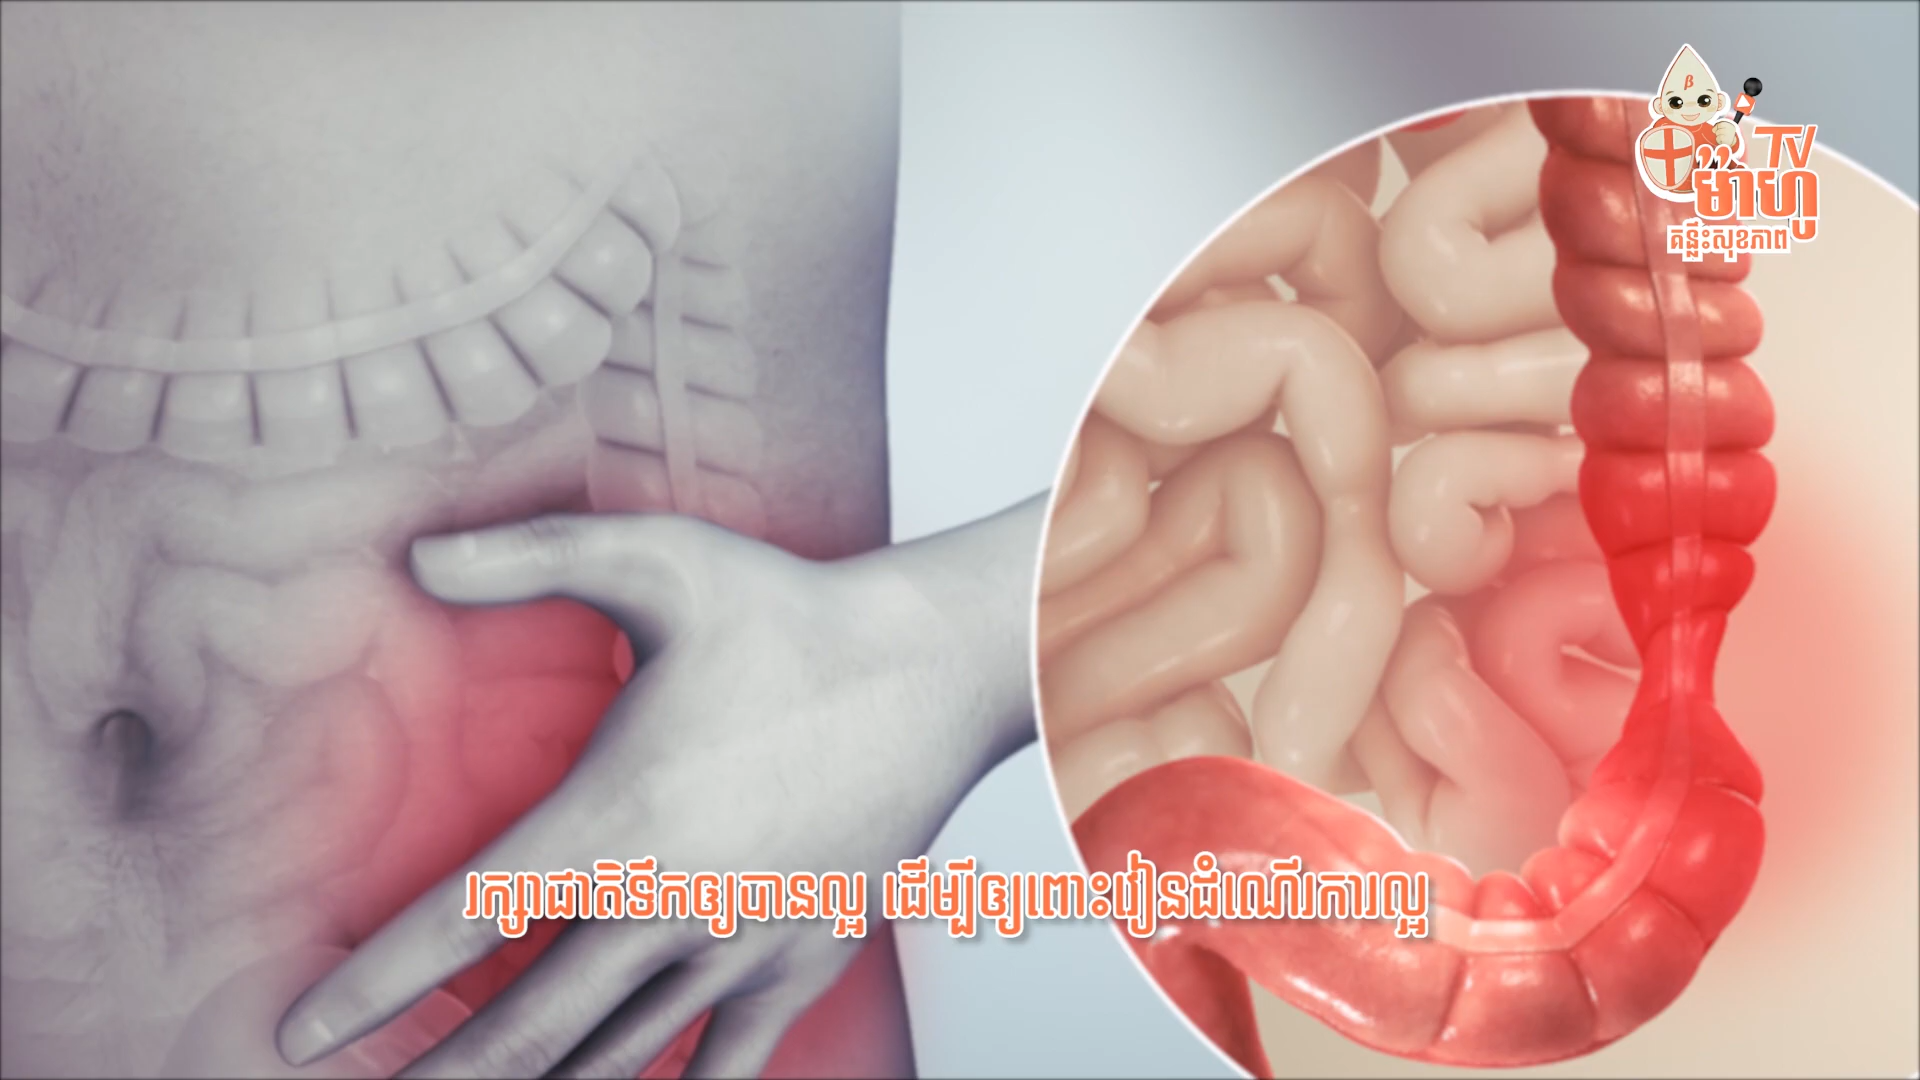 β
TV
ម៉ាហូ
គន្លឹះសុខភាព
រក្សាជាតិទឹកឲ្យបានល្អ ដើម្បីឲ្យពោះវៀនដំណើរការល្អ